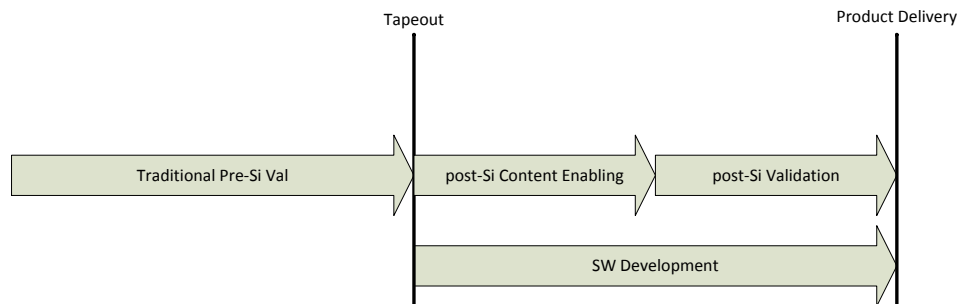 Tapeout
Product Delivery
Traditional Pre-Si Val
post-Si Content Enabling
post-Si Validation
SW Development